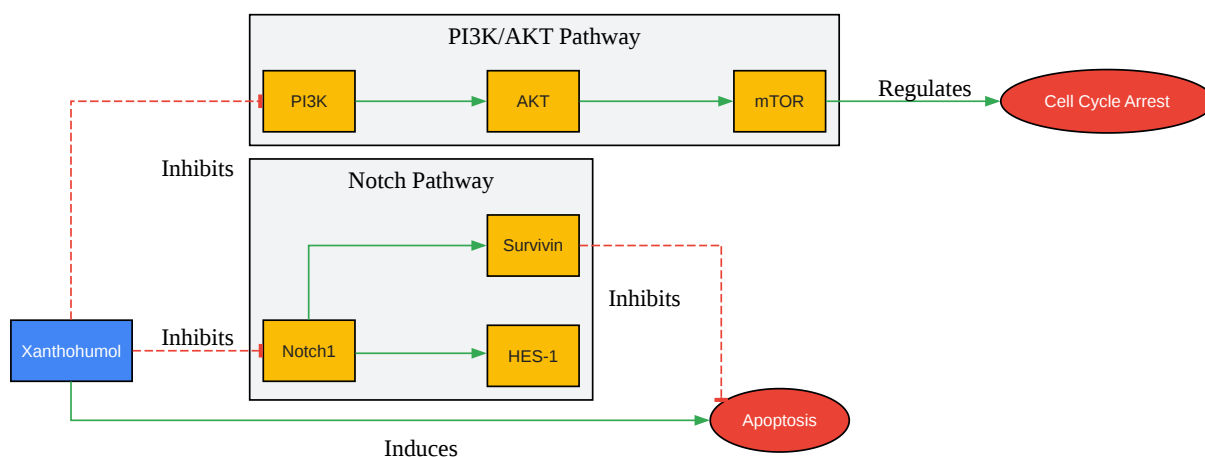 PI3K/AKT Pathway
PI3K
AKT
mTOR
Regulates
Cell Cycle Arrest
Inhibits
Notch Pathway
Survivin
Inhibits
Xanthohumol
Inhibits
Notch1
HES-1
Apoptosis
Induces